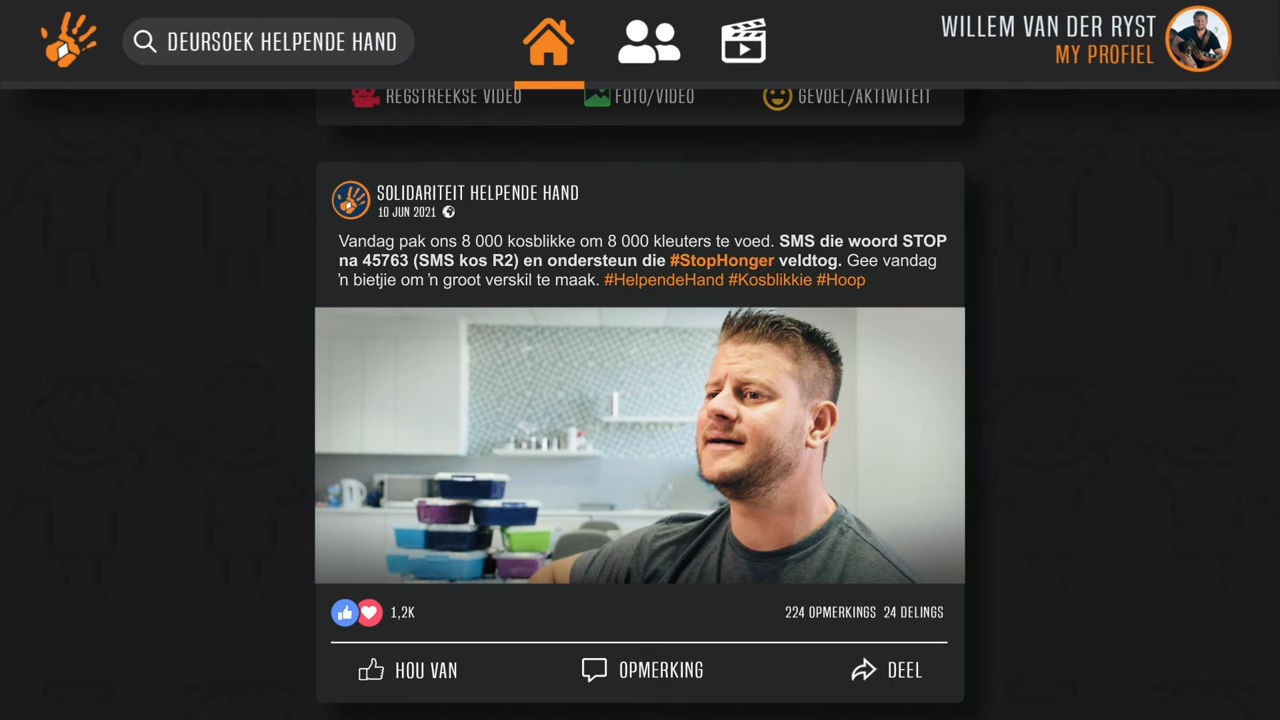 DEURSOEK HELPENDE HAND
WILLEM VAN DER RYST
MY PROFIEL
REGSTREEKSE VIDEO FOTO/VIDEO GEVOEL/AKTIWITEIT
SOLIDARITEIT HELPENDE HAND
10 JUN 2021
Vandag pak ons 8 000 kosblikke om 8 000 kleuters te voed. SMS die woord STOP
na 45763 (SMS kos R2) en ondersteun die #StopHonger veldtog. Gee vandag
'n bietjie om 'n groot verskil te maak. #HelpendeHand #Kosblikkie #Hoop
1,2K
224 OPMERKINGS 24 DELINGS
HOU VAN OPMERKING DEEL